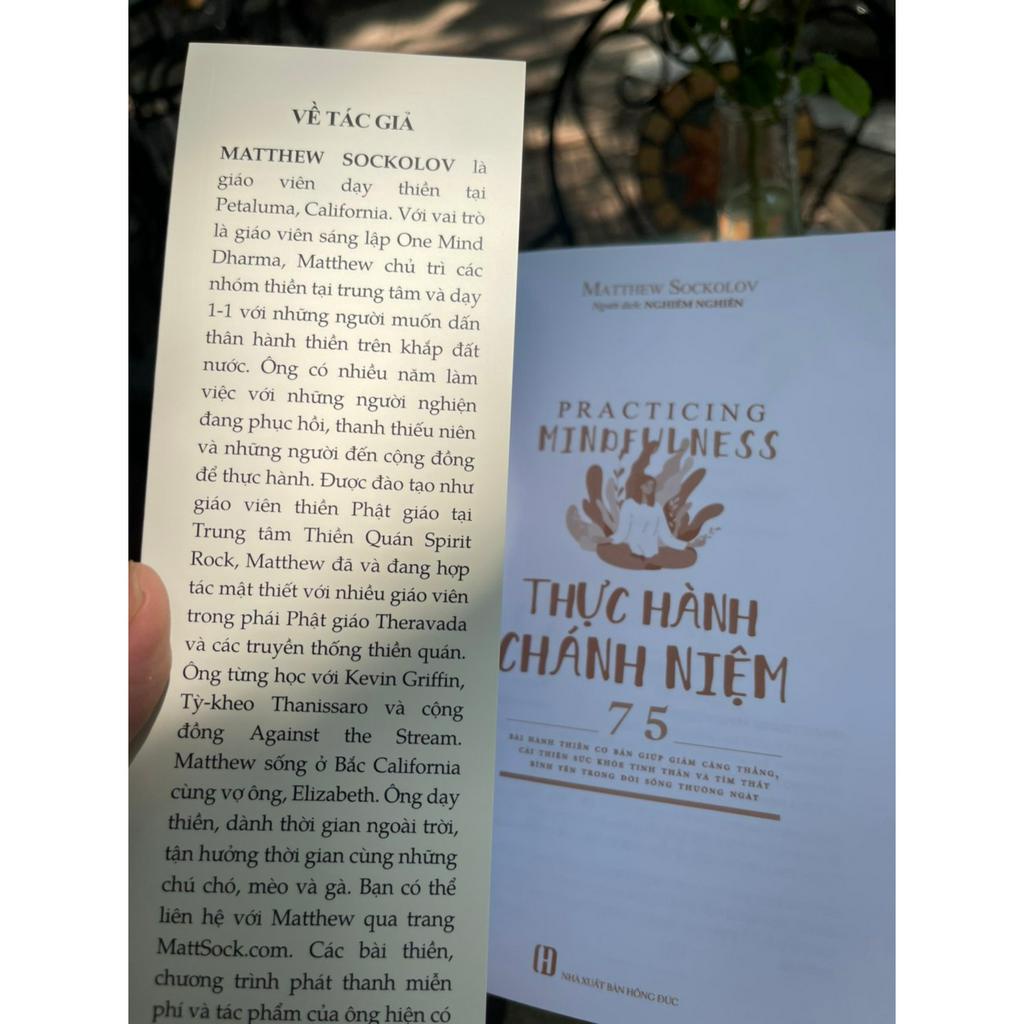 VỀ TÁC GIẢ
MATTHEW SOCKOLOV là
giáo viên dạy thiền tại
Petaluma, California. Với vai trò
là giáo viên sáng lập One Mind
Dharma, Matthew chủ trì các
nhóm thiền tại trung tâm và dạy
1-1 với những người muốn dấn
thân hành thiền trên khắp đất
nước. Ông có nhiều năm làm
việc với những người nghiện
đang phục hồi, thanh thiếu niên
và những người đến cộng đồng
để thực hành. Được đào tạo như
giáo viên thiền Phật giáo tại
Trung tâm Thiền Quán Spirit
Rock, Matthew đã và đang hợp
tác mật thiết với nhiều giáo viên
trong phái Phật giáo Theravada
và các truyền thống thiền quán.
Ông từng học với Kevin Griffin,
Tỳ-kheo Thanissaro và cộng
đồng Against the Stream.
Matthew sống ở Bắc California
cùng vợ ông, Elizabeth. Ông dạy
thiền, dành thời gian ngoài trời,
tận hưởng thời gian cùng những
chú chó, mèo và gà. Bạn có thể
liên hệ với Matthew qua trang
MattSock.com. Các bài thiền,
chương trình phát thanh miễn
phí và tác phẩm của ông hiện có
MATTHEW SOCKOLOV
Người dịch: NGHIÊM NGHIÊN
PRACTICING
MINDFULNESS
THỰC HÀNH
CHÁNH NIỆM
75
BÀI HÀNH THIỀN CƠ BẢN GIÚP GIẢM CĂNG THẲNG,
CẢI THIỆN SỨC KHỎE TINH THẦN VÀ TÌM THẤY
BÌNH YÊN TRONG ĐỜI SỐNG THƯỜNG NGÀY
NHÀ XUẤT BẢN HỒNG ĐỨC